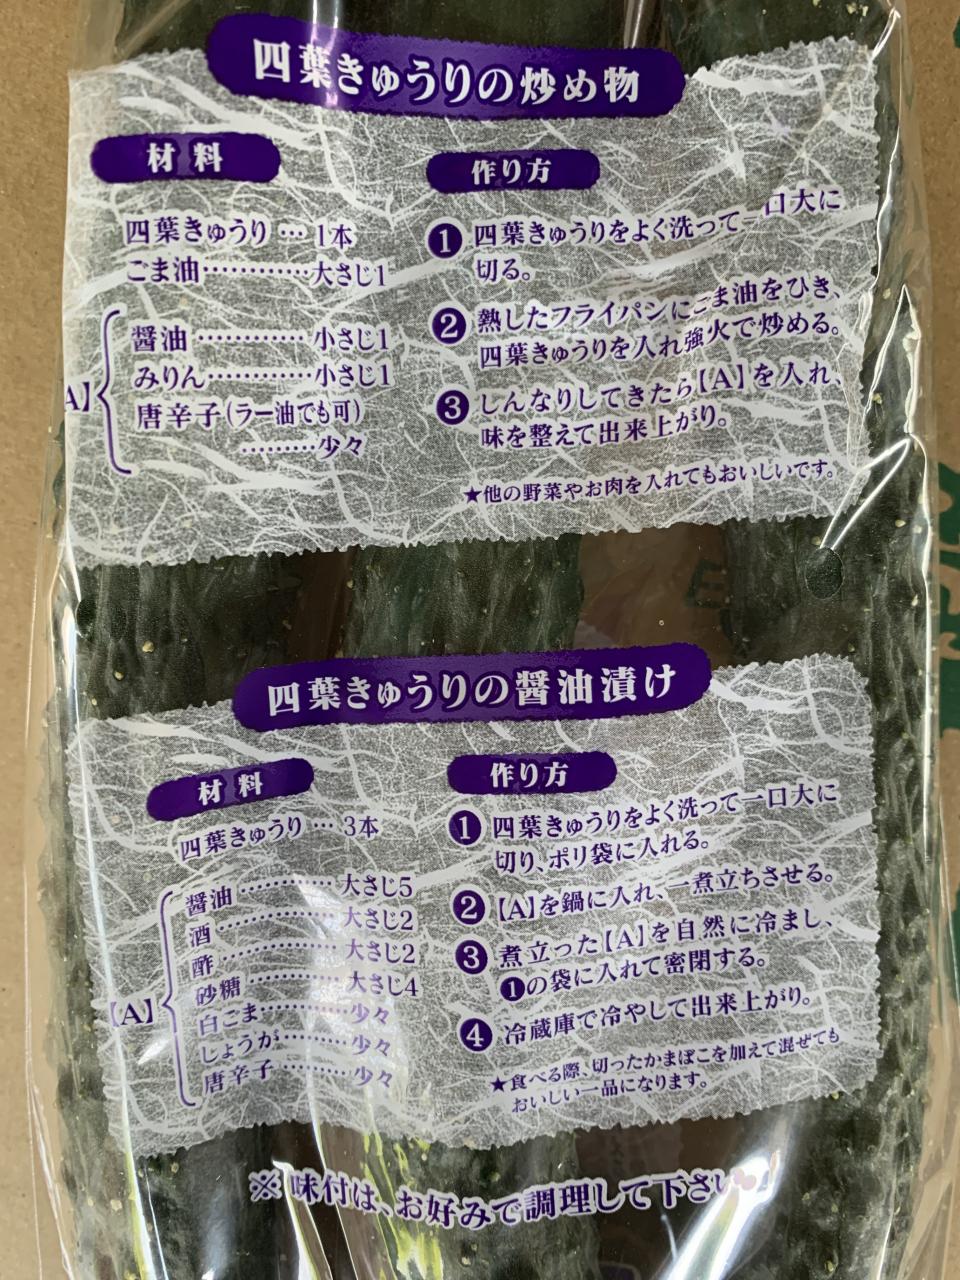 四葉きゅうりの炒め物
材料
四葉きゅうり…1本
ごま油…………大さじ1
【A】
醤油…………小さじ1
みりん…………小さじ1
唐辛子(ラー油でも可)
………少々
作り方
❶四葉きゅうりをよく洗って一口大に
切る。
❷熱したフライパンにごま油をひき、
四葉きゅうりを入れ強火で炒める。
❸しんなりしてきたら【A】を入れ、
味を整えて出来上がり。
★他の野菜やお肉を入れてもおいしいです。
四葉きゅうりの醤油漬け
材料
四葉きゅうり…3本
【A】
醤油…………大さじ5
酒……………大さじ2
酢……………大さじ2
砂糖…………大さじ4
白ごま…………少々
しょうが………少々
唐辛子…………少々
作り方
❶四葉きゅうりをよく洗って一口大に
切り、ポリ袋に入れる。
❷【A】を鍋に入れ、一煮立ちさせる。
❸煮立った【A】を自然に冷まし、
❶の袋に入れて密閉する。
❹冷蔵庫で冷やして出来上がり。
★食べる際、切ったかまぼこを加えて混ぜても
おいしい一品になります。
※味付は、お好みで調理して下さい